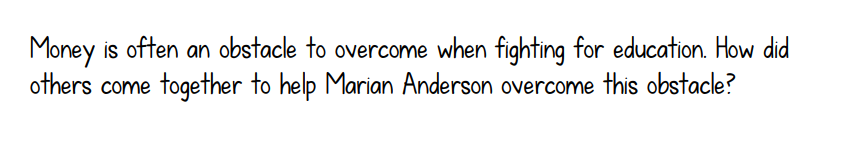 Money is often an obstacle to overcome when fighting for education. How did
others come together to help Marian Anderson overcome this obstacle?